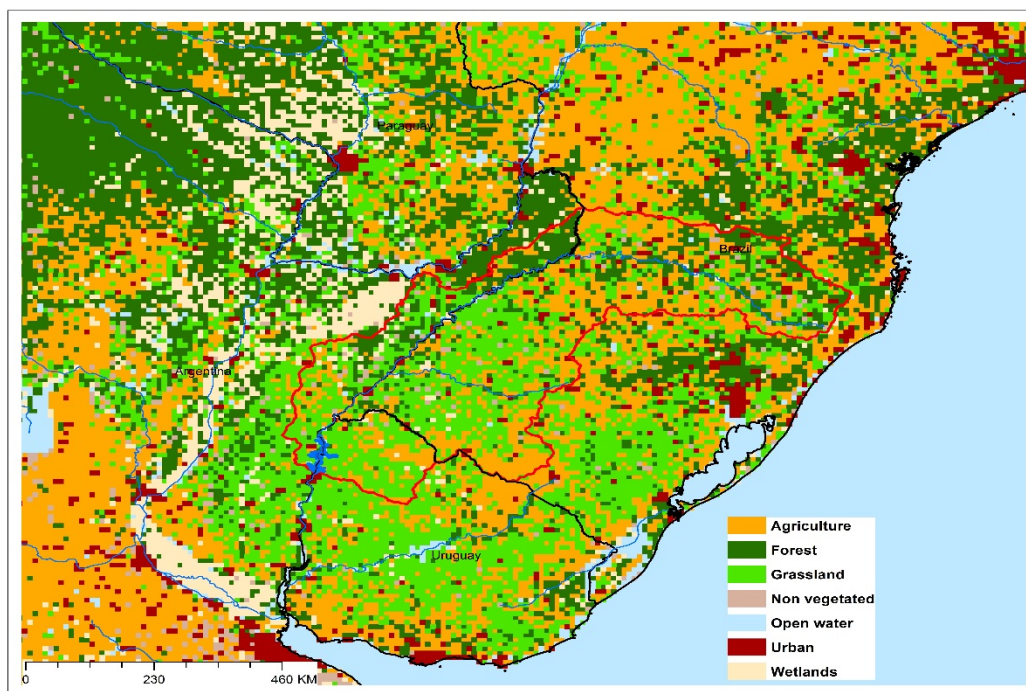 Paraguay
Brazil
Argentina
Uruguay
Agriculture
Forest
Grassland
Non vegetated
Open water
Urban
Wetlands
0 230 460 KM